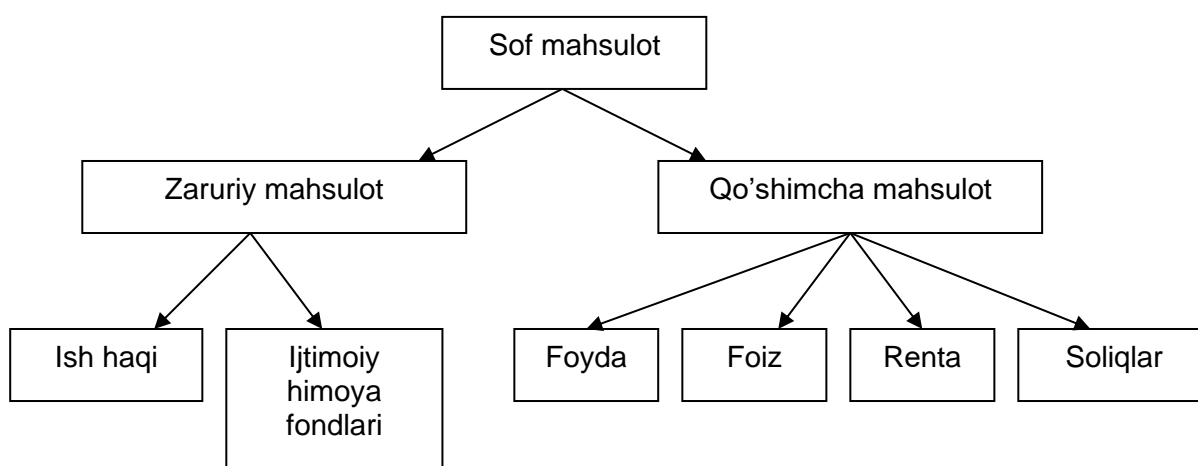 Sof mahsulot
Zaruriy mahsulot
Qo’shimcha mahsulot
Ish haqi
Ijtimoiy
himoya
fondlari
Foyda
Foiz
Renta
Soliqlar